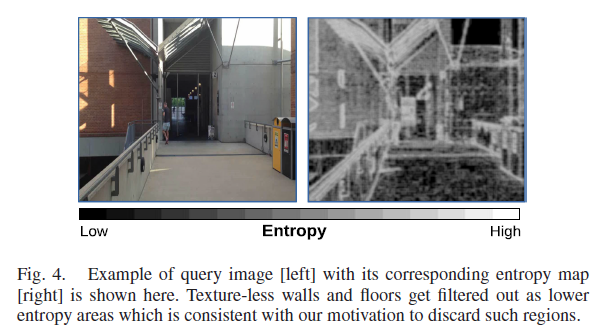 Low Entropy High
Fig. 4. Example of query image [left] with its corresponding entropy map
[right] is shown here. Texture-less walls and floors get filtered out as lower
entropy areas which is consistent with our motivation to discard such regions.